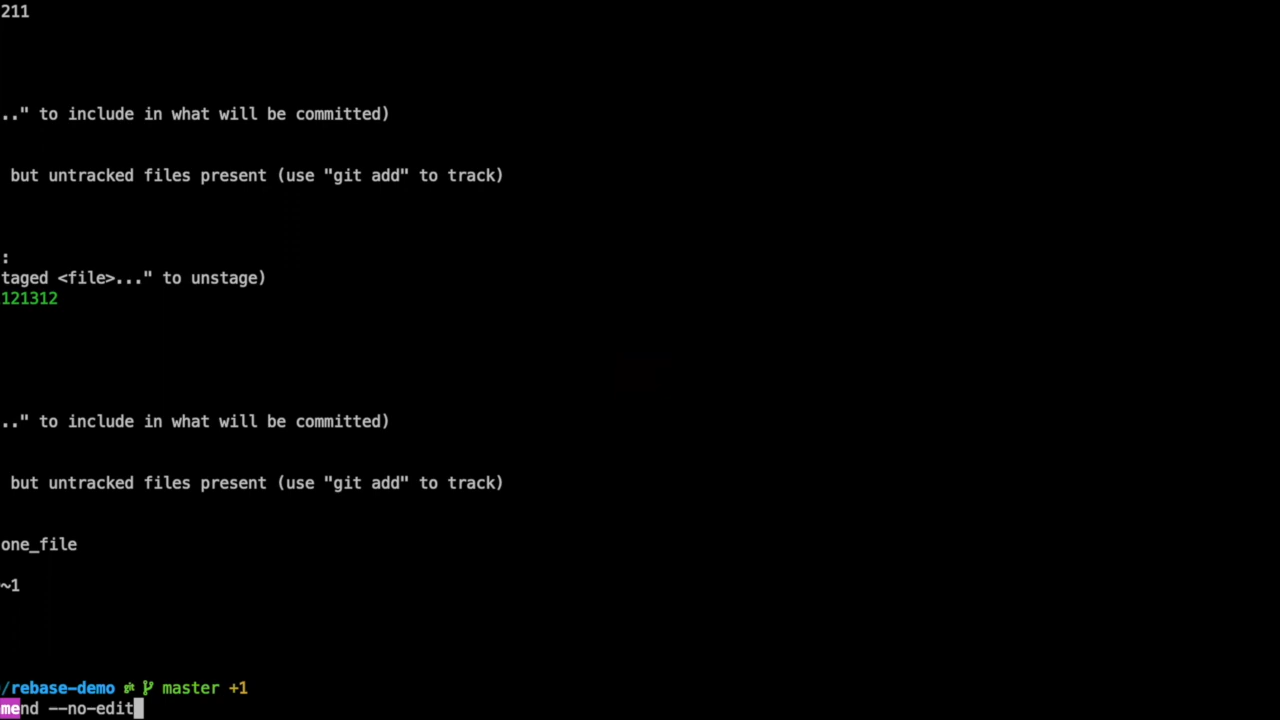 211
.." to include in what will be committed)
but untracked files present (use "git add" to track)
:
taged <file>..." to unstage)
121312
.." to include in what will be committed)
but untracked files present (use "git add" to track)
one_file
~1
/rebase-demo git master +1
mend --no-edit